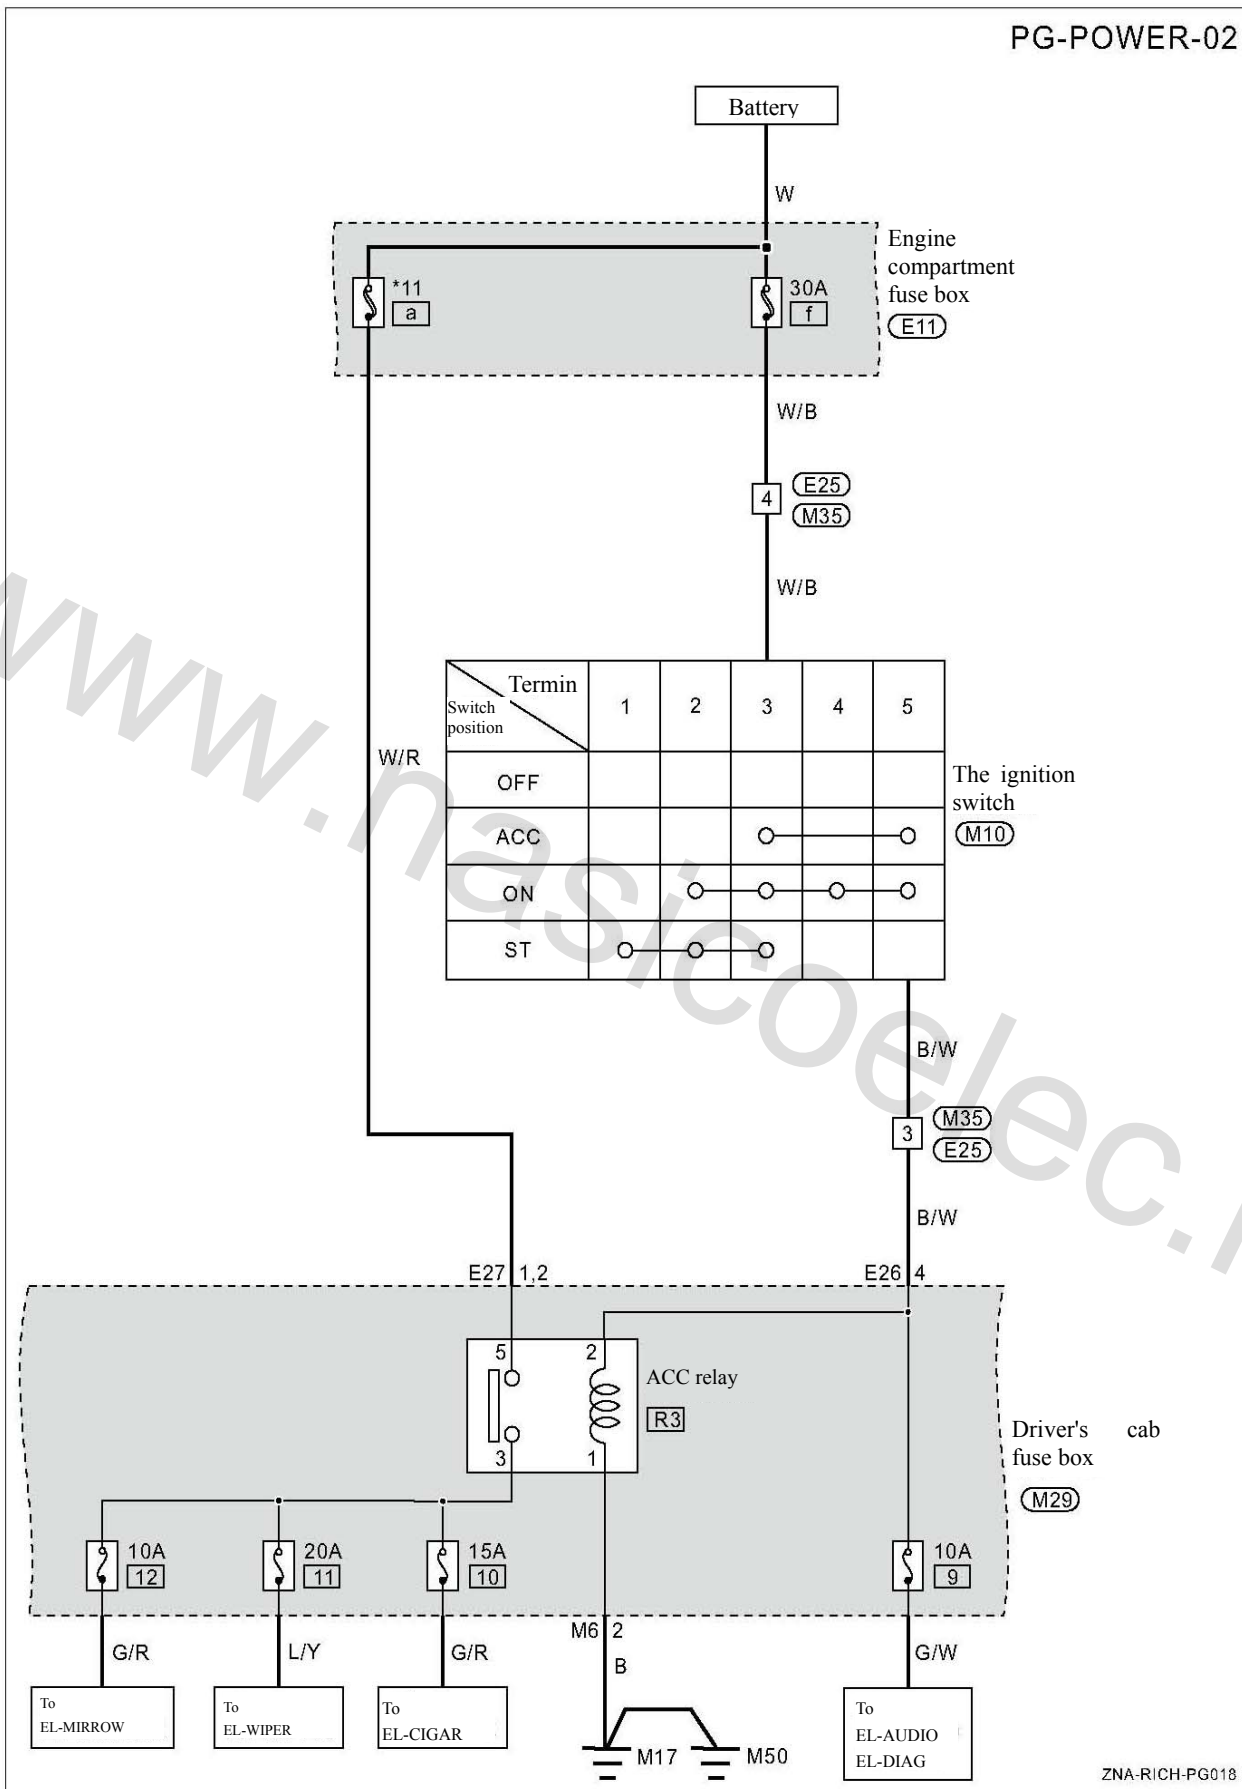 PG-POWER-02
Battery
W
Engine
compartment
fuse box
E11
*11
a
30A
f
W/B
4
E25
M35
W/B
Termin
Switch
position
1 2 3 4 5
OFF
ACC
ON
ST
The ignition
switch
M10
W/R
B/W
3
M35
E25
B/W
E27 1,2
E26 4
5 2
ACC relay
R3
3 1
Driver's cab
fuse box
M29
10A
12
20A
11
15A
10
10A
9
M6 2
G/R
L/Y
G/R
B
G/W
To
EL-MIRROW
To
EL-WIPER
To
EL-CIGAR
M17
M50
To
EL-AUDIO
EL-DIAG
ZNA-RICH-PG018
www.nasicoelec.